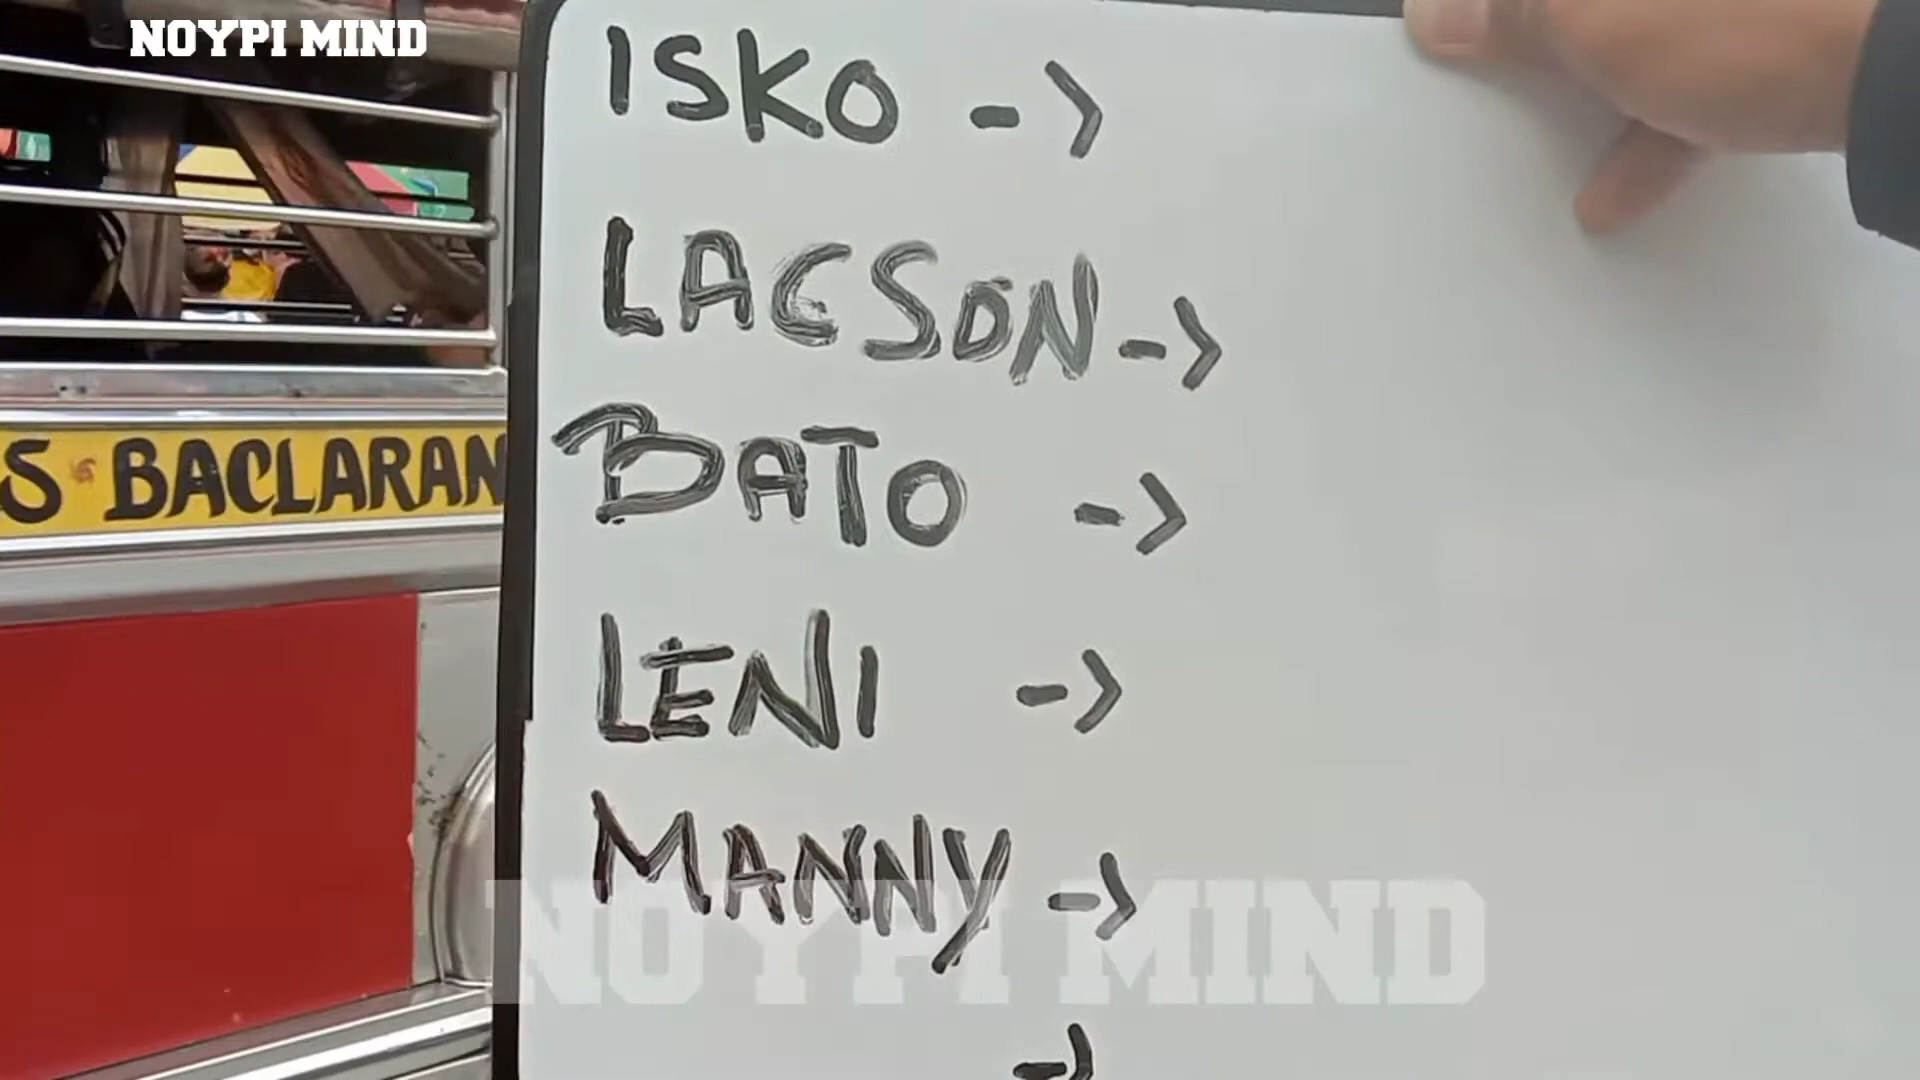 NOYPI MIND
ISKO ->
LACSON ->
BATO ->
S BACLARAN
LENI ->
MANNY ->
NOYPI MIND
->